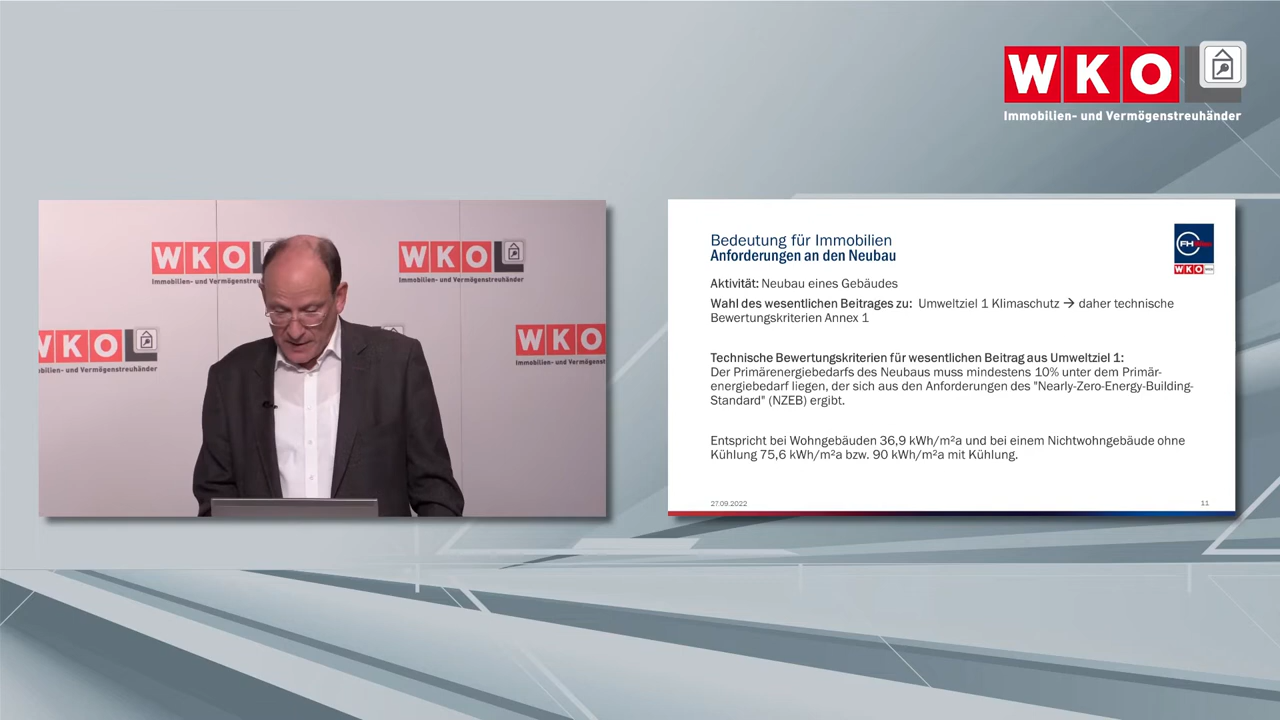 WKO
Immobilien- und Vermögenstreuhänder
WKO
Immobilien- und Vermögenstreu
WKO
Immobilien- und Vermögenstreuhänder
WKO
bilien- und Vermögenstreuhänder
WKO
Immobilien- und Vermögens
Bedeutung für Immobilien
Anforderungen an den Neubau
FHWien
WKO
Aktivität: Neubau eines Gebäudes
Wahl des wesentlichen Beitrages zu: Umweltziel 1 Klimaschutz → daher technische
Bewertungskriterien Annex 1
Technische Bewertungskriterien für wesentlichen Beitrag aus Umweltziel 1:
Der Primärenergiebedarfs des Neubaus muss mindestens 10% unter dem Primär-
energiebedarf liegen, der sich aus den Anforderungen des "Nearly-Zero-Energy-Building-
Standard" (NZEB) ergibt.
Entspricht bei Wohngebäuden 36,9 kWh/m²a und bei einem Nichtwohngebäude ohne
Kühlung 75,6 kWh/m²a bzw. 90 kWh/m²a mit Kühlung.
27.09.2022
11